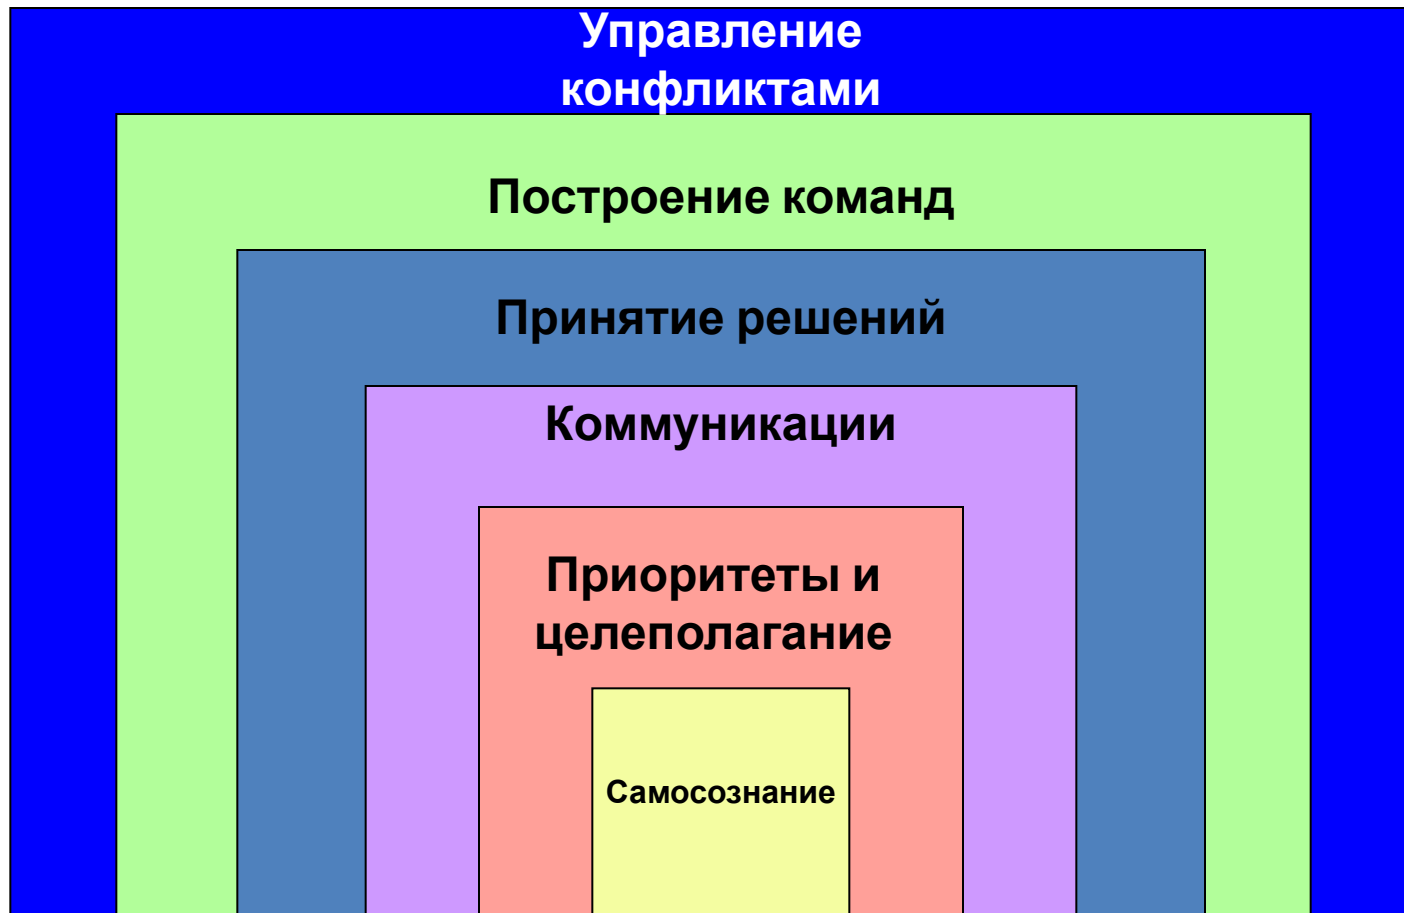 Управление
конфликтами
Построение команд
Принятие решений
Коммуникации
Приоритеты и
целеполагание
Самосознание